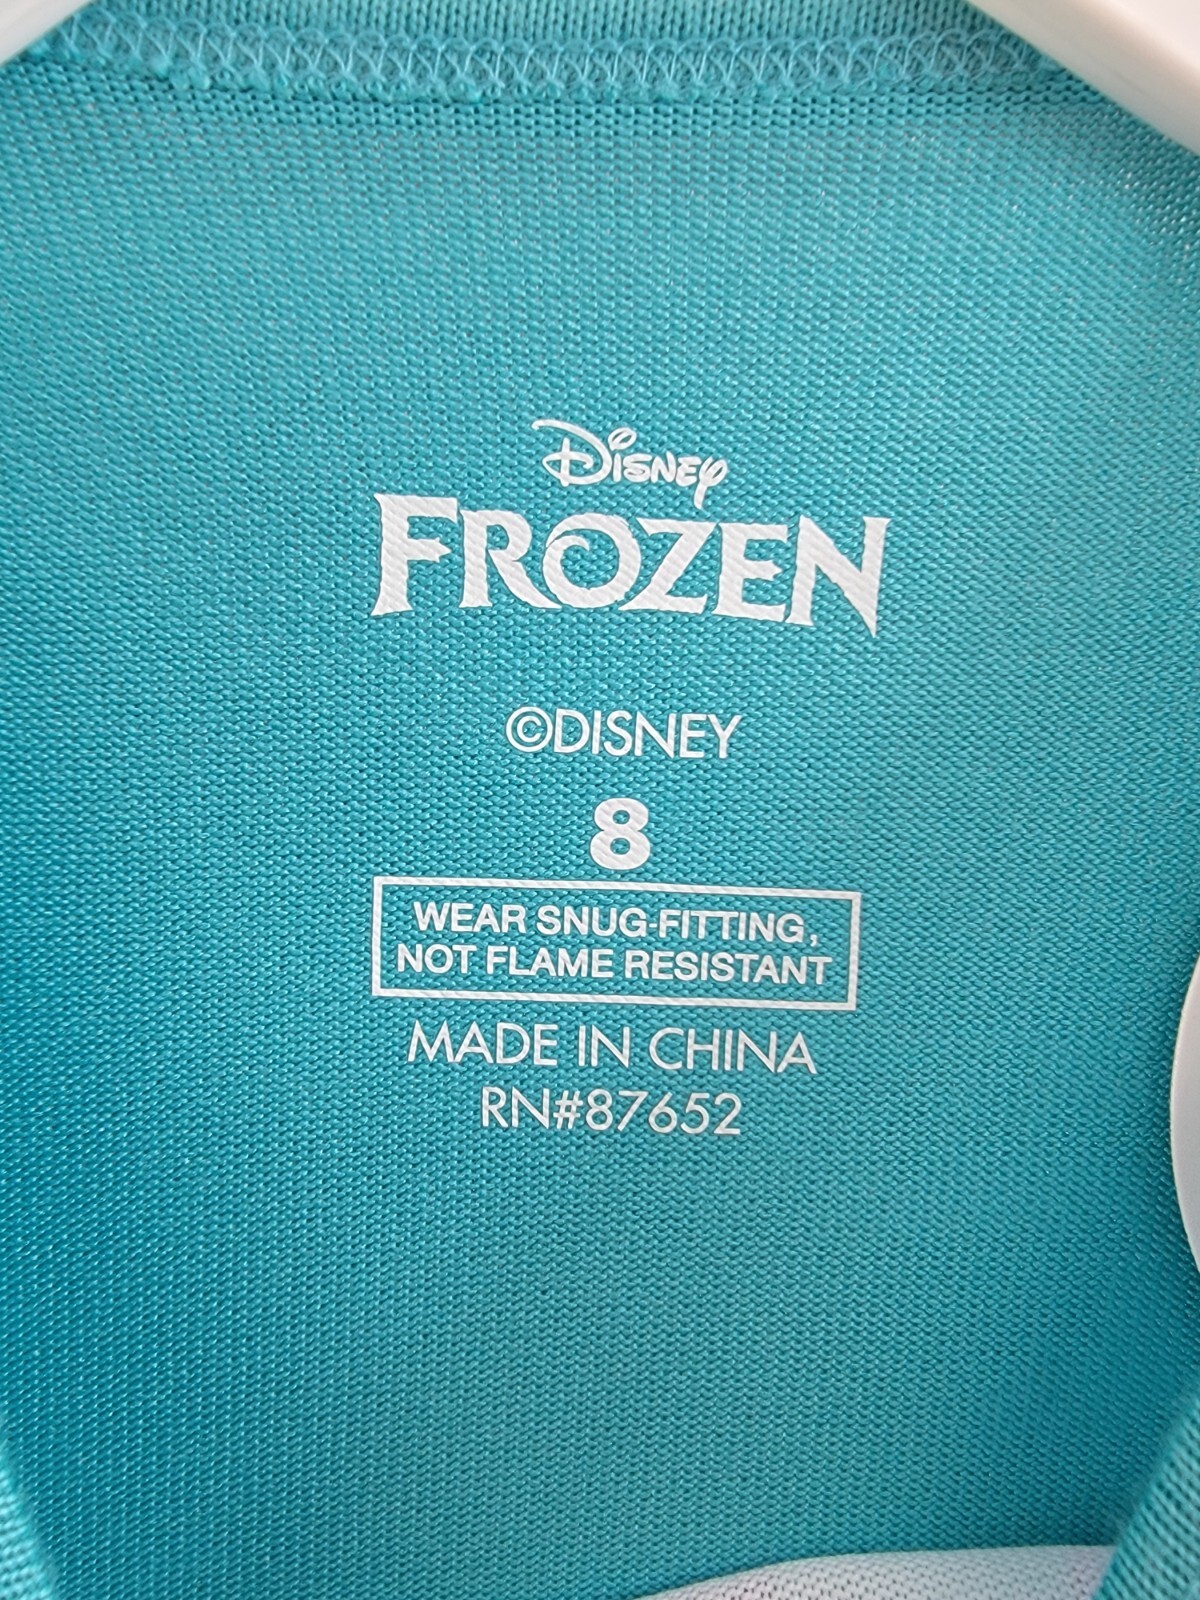 Disney
FROZEN
©DISNEY
8
WEAR SNUG-FITTING,
NOT FLAME RESISTANT
MADE IN CHINA
RN#87652